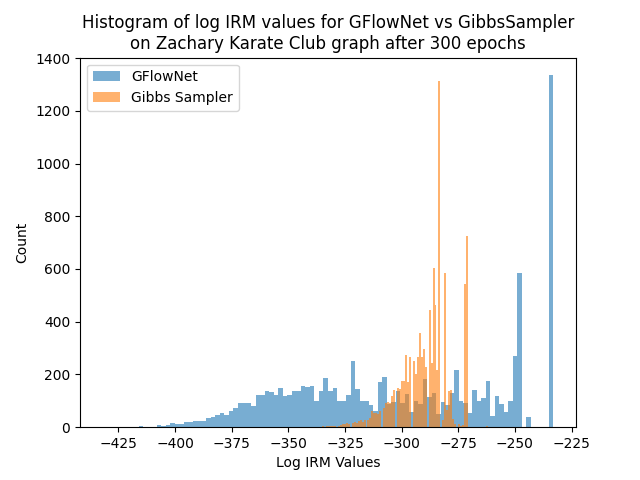 Histogram of log IRM values for GFlowNet vs GibbsSampler
on Zachary Karate Club graph after 300 epochs
GFlowNet
Gibbs Sampler
1400
1200
1000
800
600
400
200
0
Count
−425 −400 −375 −350 −325 −300 −275 −250 −225
Log IRM Values